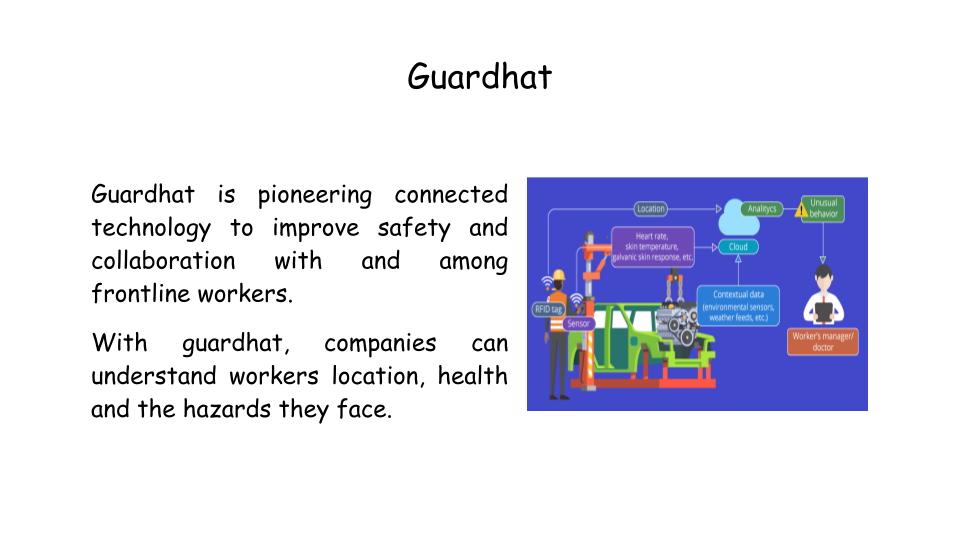 Guardhat
Guardhat is pioneering connected
technology to improve safety and
collaboration with and among
frontline workers.
With guardhat, companies can
understand workers location, health
and the hazards they face.
Location
Analitycs
Unusual
behavior
Heart rate,
skin temperature,
galvanic skin response, etc.
Cloud
Contextual data
(environmental sensors,
weather feeds, etc.)
RFID tag
Sensor
Worker's manager/
doctor